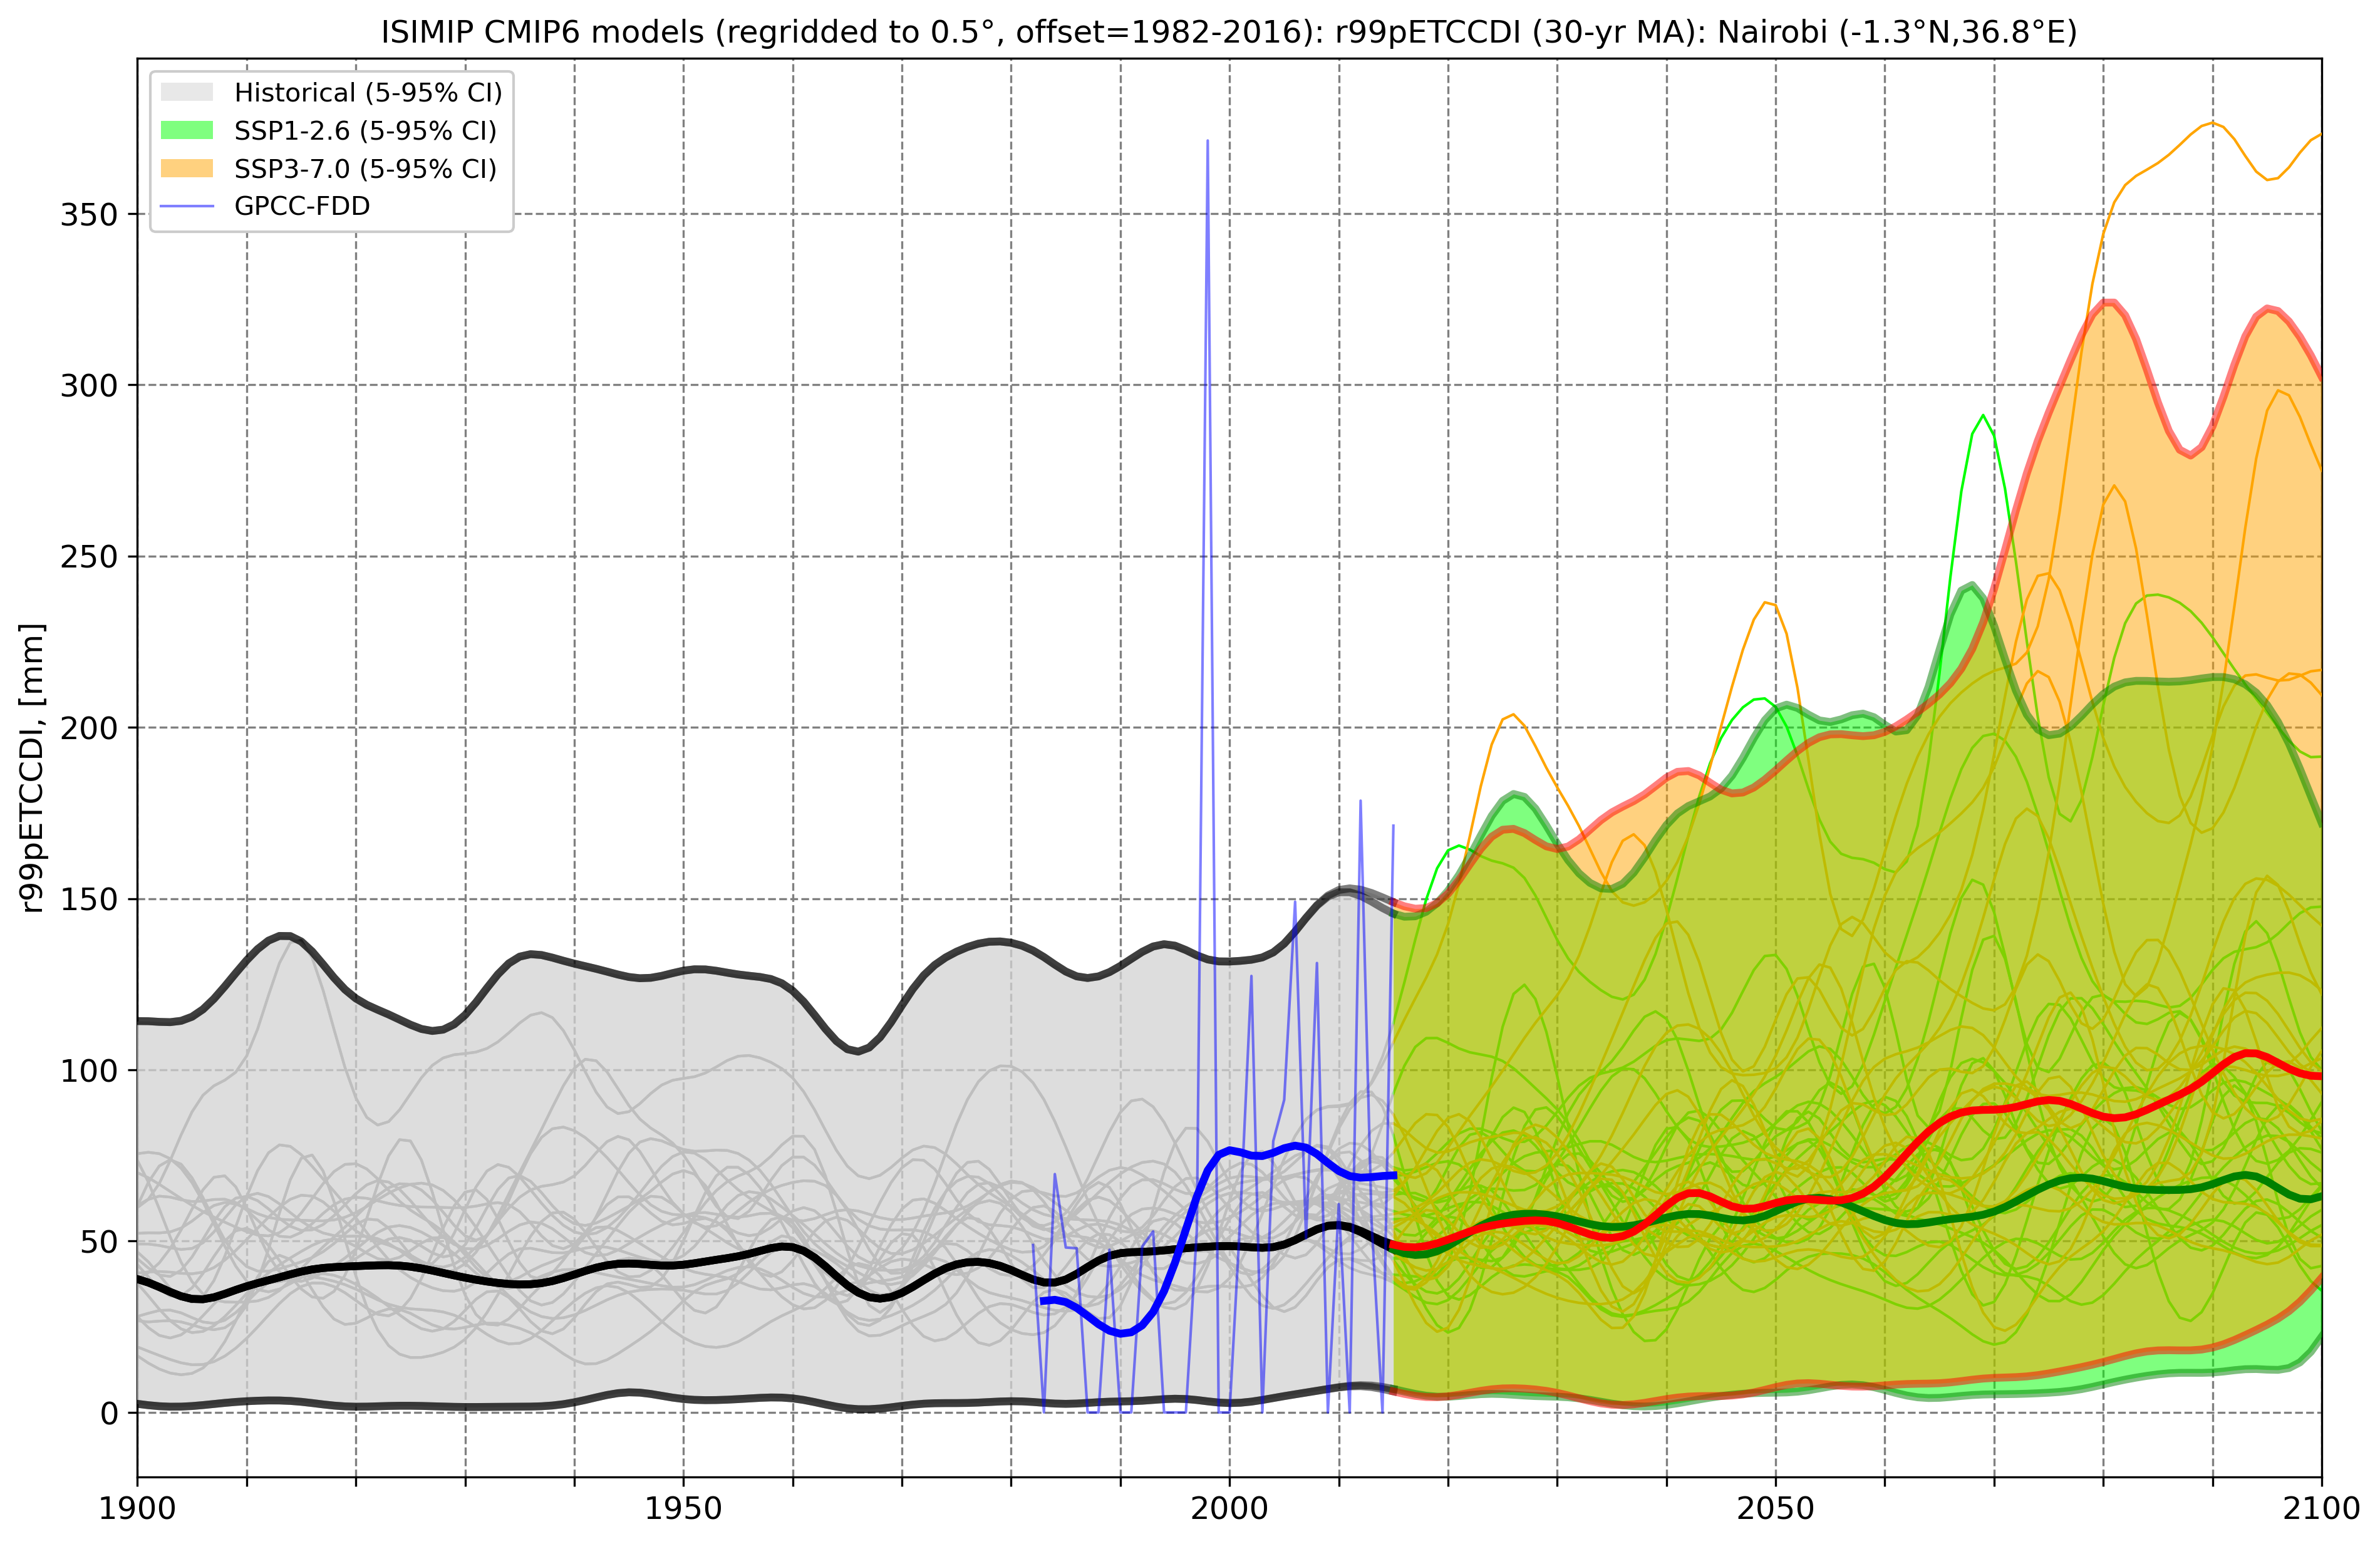 ISIMIP CMIP6 models (regridded to 0.5°, offset=1982-2016): r99pETCCDI (30-yr MA): Nairobi (-1.3°N,36.8°E)
Historical (5-95% CI)
SSP1-2.6 (5-95% CI)
SSP3-7.0 (5-95% CI)
GPCC-FDD
r99pETCCDI, [mm]
350
300
250
200
150
100
50
0
1900
1950
2000
2050
2100